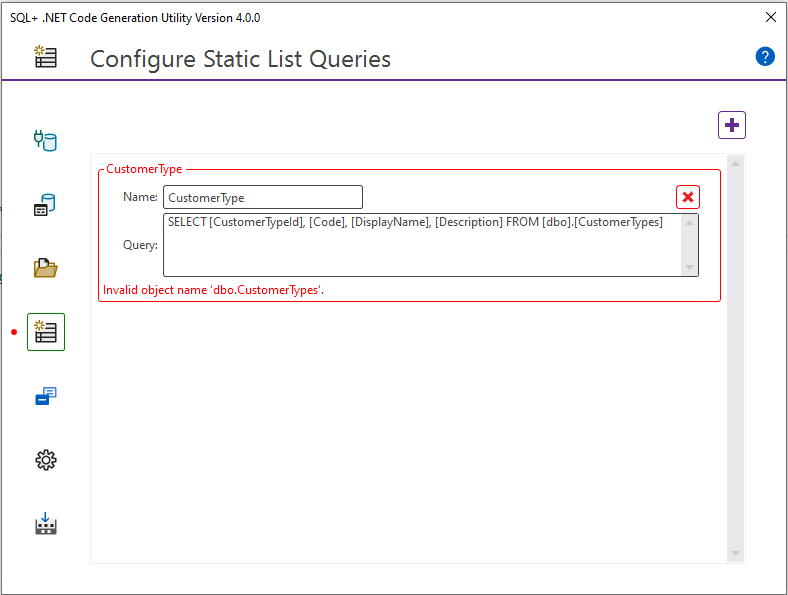 SQL+ .NET Code Generation Utility Version 4.0.0
Configure Static List Queries
?
CustomerType
Name: CustomerType
SELECT [CustomerTypeId], [Code], [DisplayName], [Description] FROM [dbo].[CustomerTypes]
Query:
Invalid object name 'dbo.CustomerTypes'.